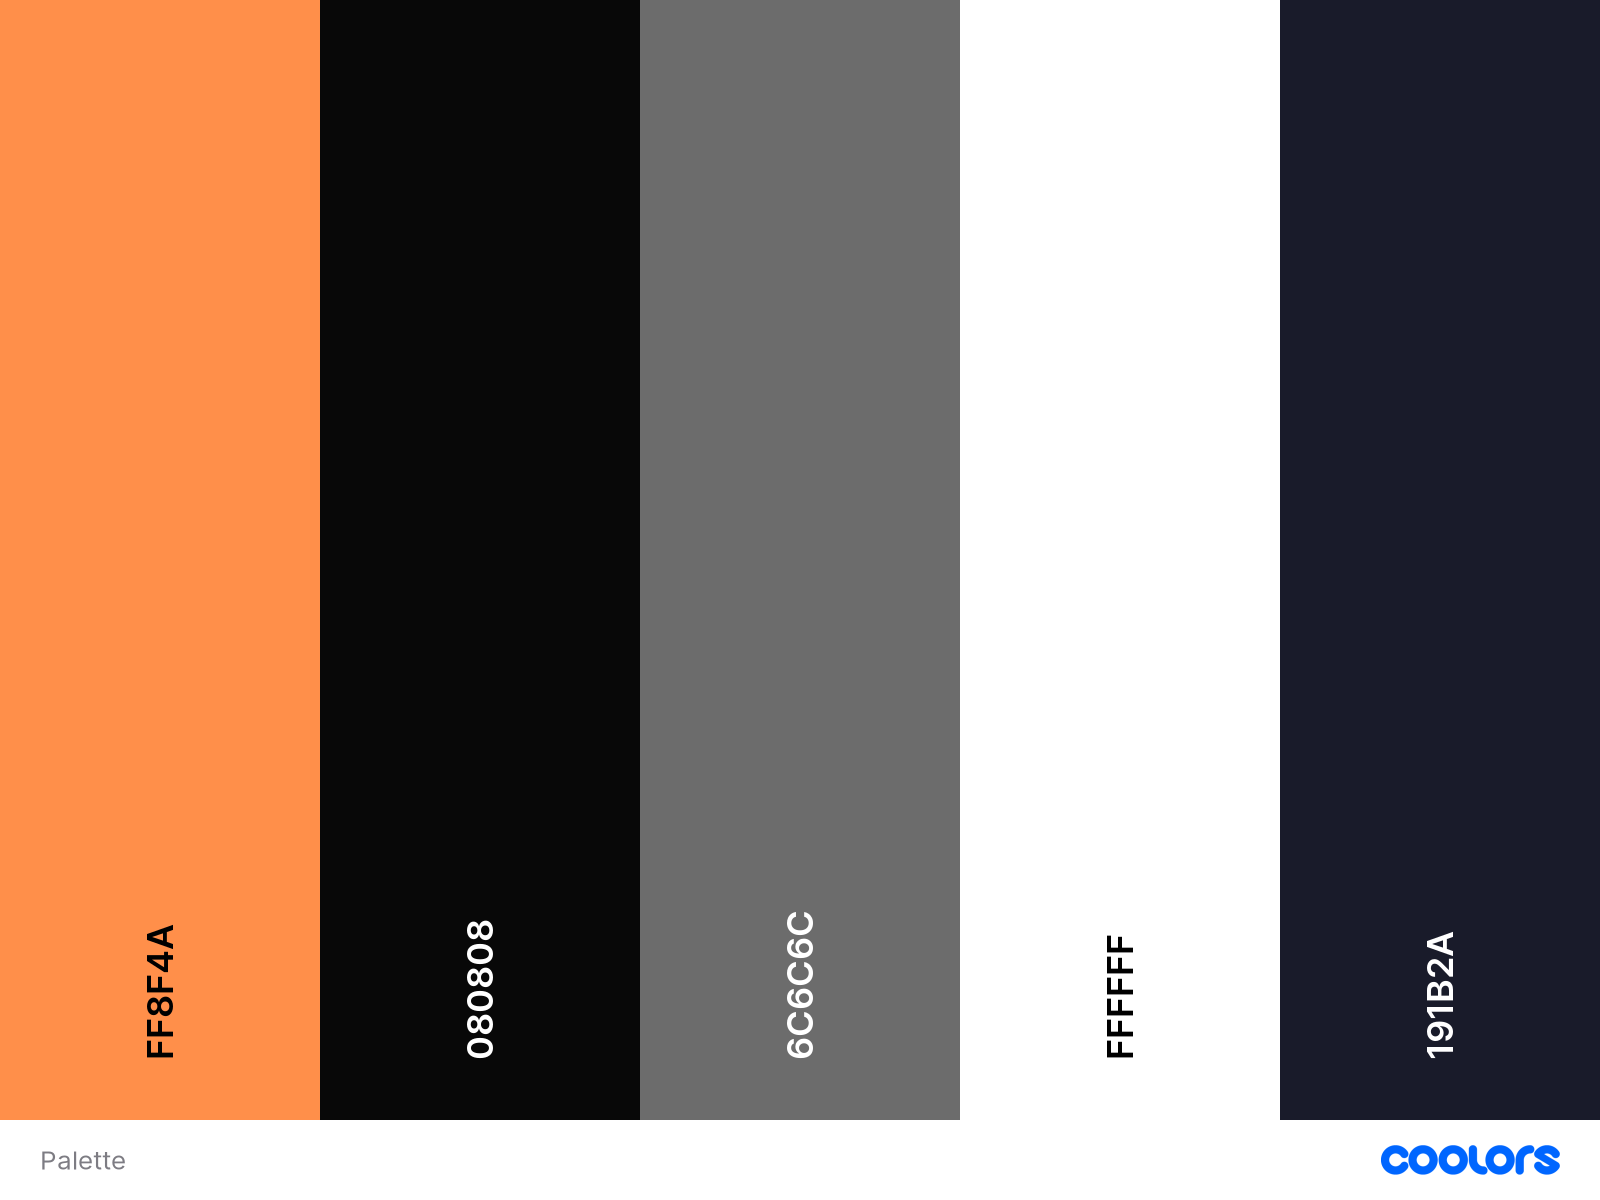 FF8F4A
080808
6C6C6C
FFFFFF
191B2A
Palette
coolors